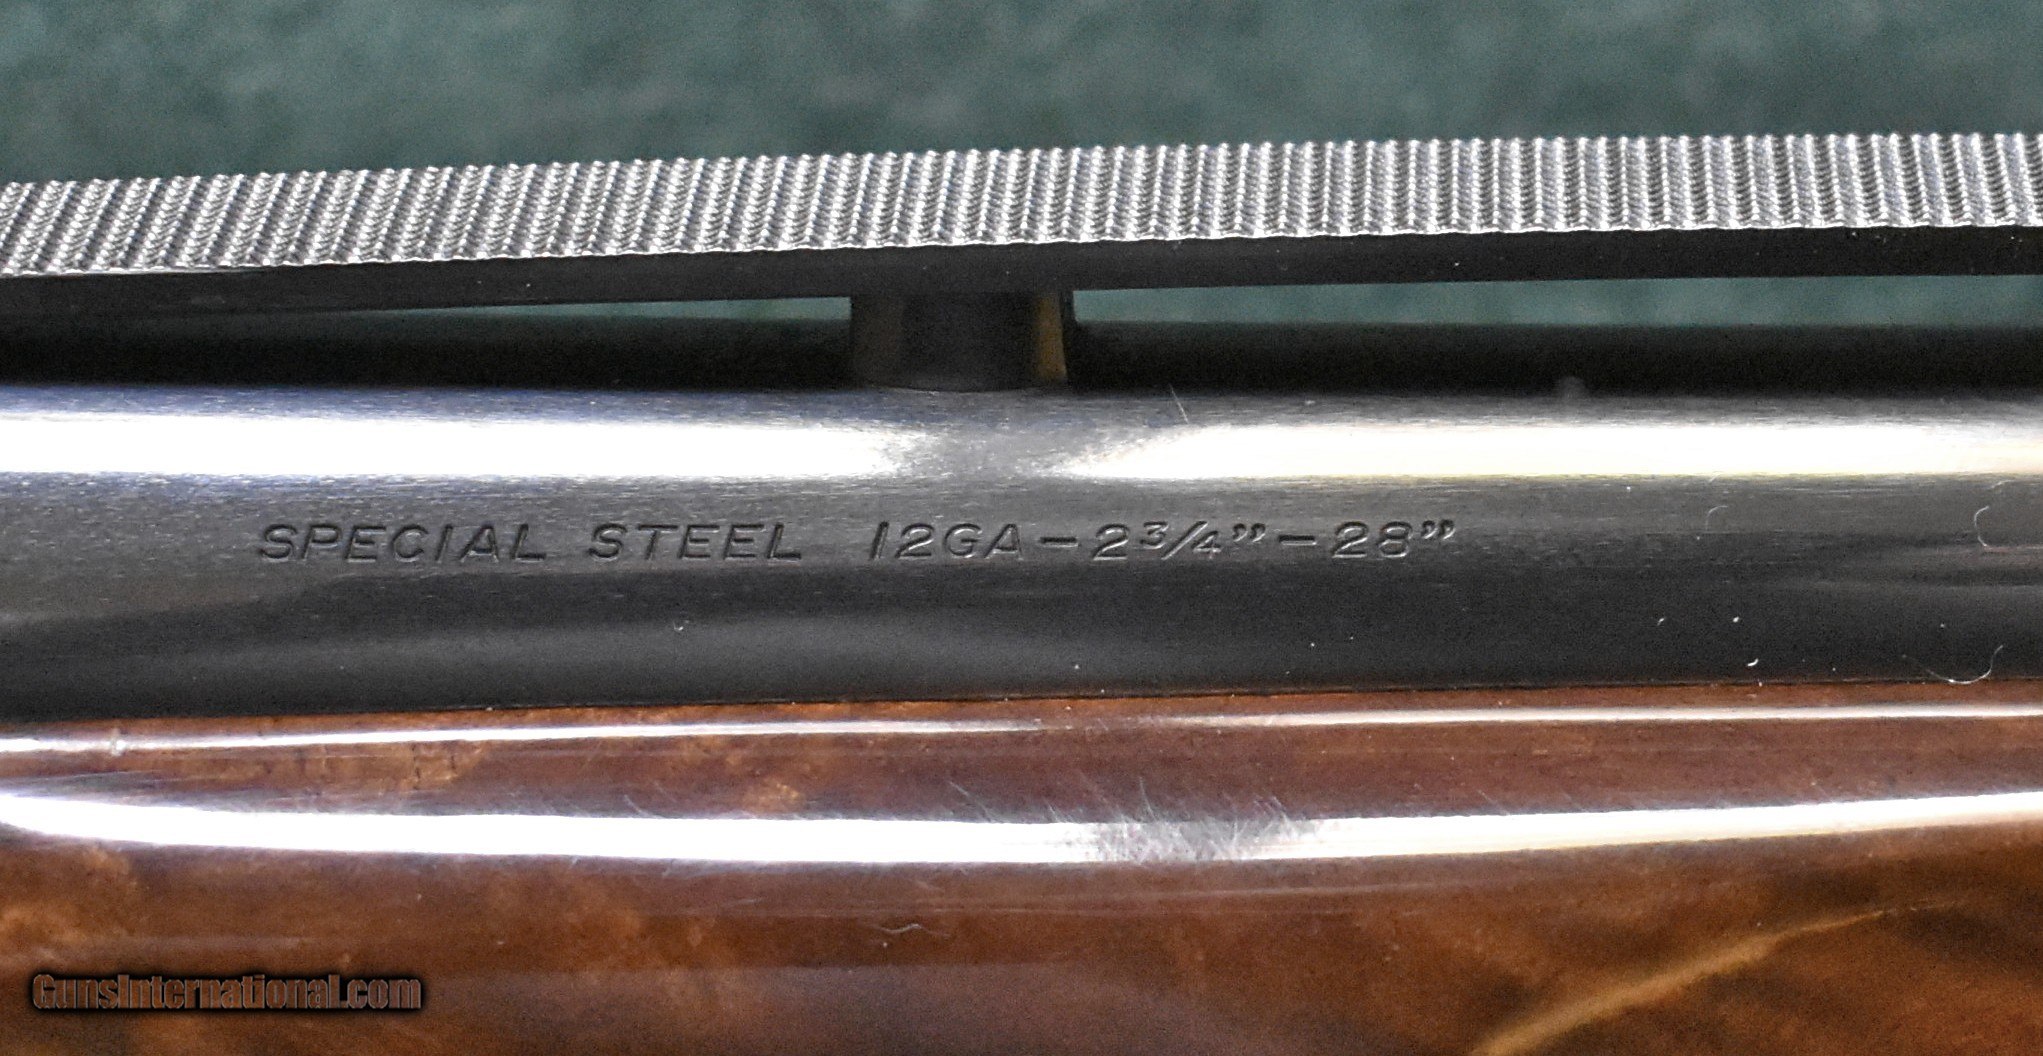 SPECIAL STEEL 12GA-2¾”-28”
GunsInternational.com